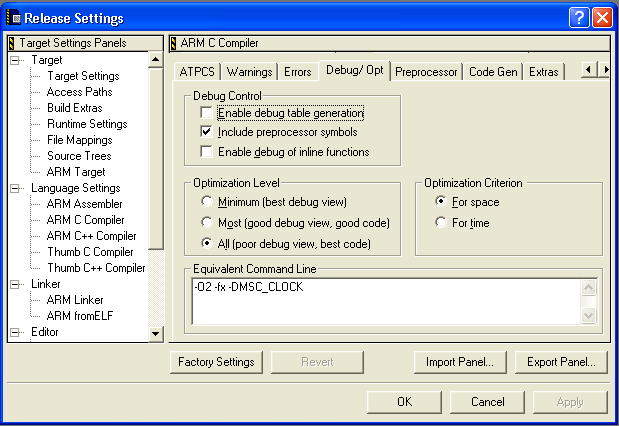 Release Settings
Target Settings Panels
Target
Target Settings
Access Paths
Build Extras
Runtime Settings
File Mappings
Source Trees
ARM Target
Language Settings
ARM Assembler
ARM C Compiler
ARM C++ Compiler
Thumb C Compiler
Thumb C++ Compiler
Linker
ARM Linker
ARM fromELF
Editor
ARM C Compiler
ATPCS Warnings Errors Debug/ Opt Preprocessor Code Gen Extras
Debug Control
Enable debug table generation
Include preprocessor symbols
Enable debug of inline functions
Optimization Level
Minimum (best debug view)
Most (good debug view, good code)
All (poor debug view, best code)
Optimization Criterion
For space
For time
Equivalent Command Line
-O2 -fx -DMSC_CLOCK
Factory Settings Revert Import Panel... Export Panel...
OK Cancel Apply